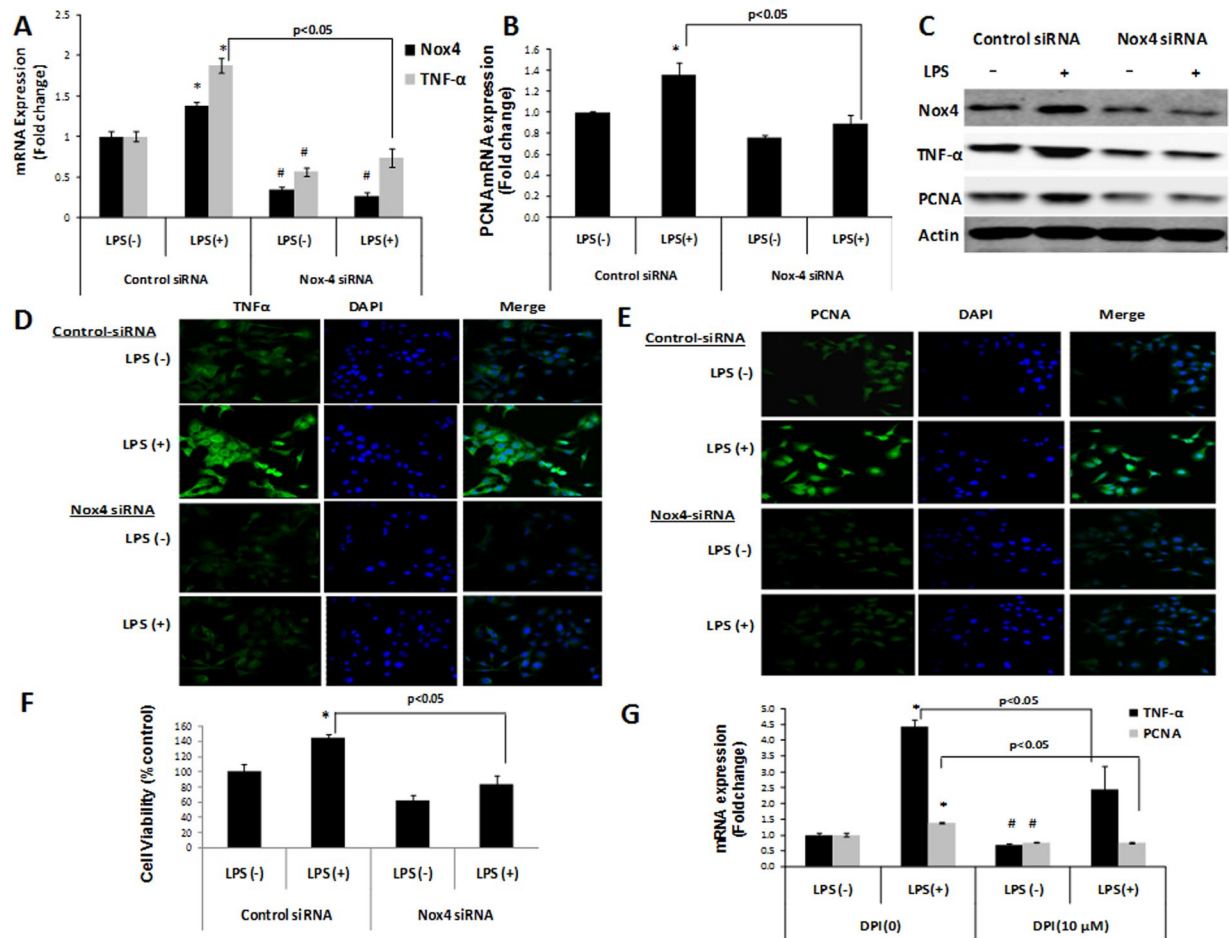 A
mRNA Expression
(Fold change)
2.5
2
1.5
1
0.5
0
p<0.05
*
*
#
#
#
Nox4
TNF-α
LPS(-)
LPS(+)
LPS(-)
LPS(+)
Control siRNA
Nox-4 siRNA
B
PCNAmRNA expression
(Fold change)
1.6
1.4
1.2
1.0
0.8
0.6
0.4
0.2
0.0
p<0.05
*
LPS(-)
LPS(+)
LPS(-)
LPS(+)
Control siRNA
Nox-4 siRNA
C
Control siRNA Nox4 siRNA
LPS - + - +
Nox4
TNF-α
PCNA
Actin
D
TNFα DAPI Merge
Control-siRNA
LPS (-)
LPS (+)
Nox4 siRNA
LPS (-)
LPS (+)
E
PCNA DAPI Merge
Control-siRNA
LPS (-)
LPS (+)
Nox4-siRNA
LPS (-)
LPS (+)
F
Cell Viability (% control)
160
140
120
100
80
60
40
20
0
p<0.05
*
LPS (-)
LPS (+)
LPS (-)
LPS (+)
Control siRNA
Nox4 siRNA
G
mRNA expression
(Foldchange)
5.0
4.5
4.0
3.5
3.0
2.5
2.0
1.5
1.0
0.5
0.0
p<0.05
p<0.05
*
*
# #
TNF-α
PCNA
LPS (-)
LPS(+)
LPS (-)
LPS(+)
DPI(0)
DPI(10 µM)